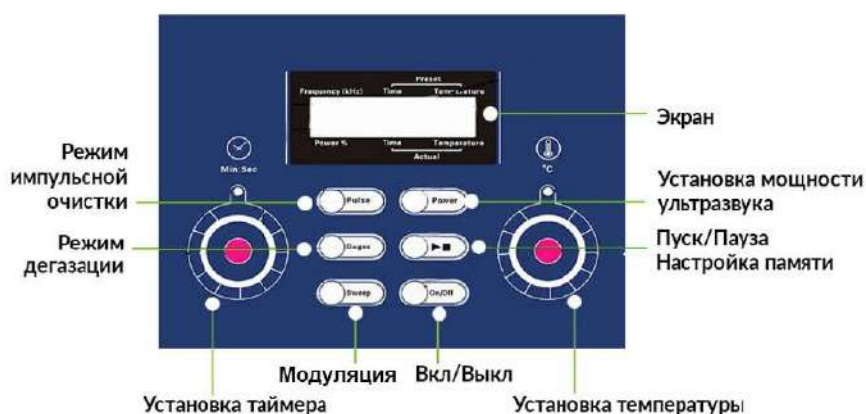 Preset
Frequency (kHz) Time Temperature
Power % Time Temperature
Actual
Экран
Min:Sec
°C
Режим
импульсной
очистки
Pulse
Power
Установка мощности
ультразвука
Режим
дегазации
Degas
Пуск/Пауза
Настройка памяти
Sweep
On/Off
Модуляция
Вкл/Выкл
Установка таймера
Установка температуры